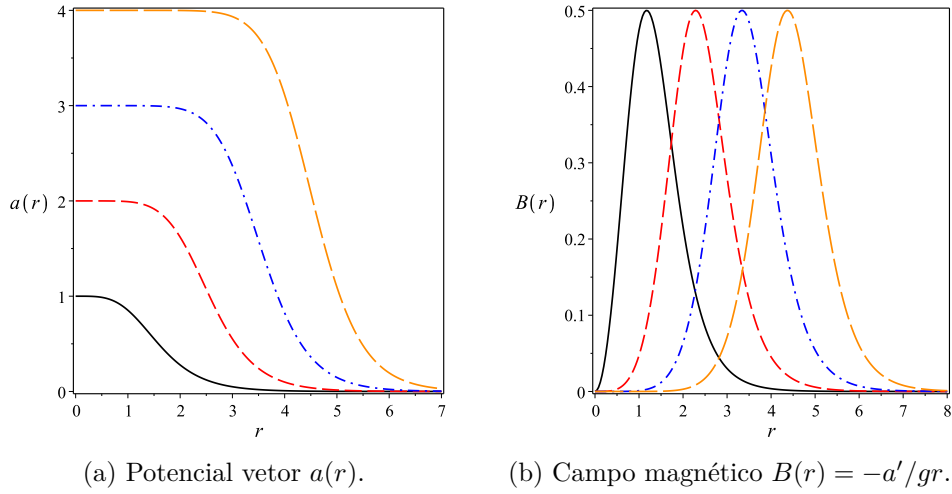 4
3
a(r) 2
1
0
0 1 2 3 4 5 6 7
r
0.5
0.4
0.3
B(r)
0.2
0.1
0
0 1 2 3 4 5 6 7 8
r
(a) Potencial vetor a(r).
(b) Campo magnético B(r) = −a′/gr.